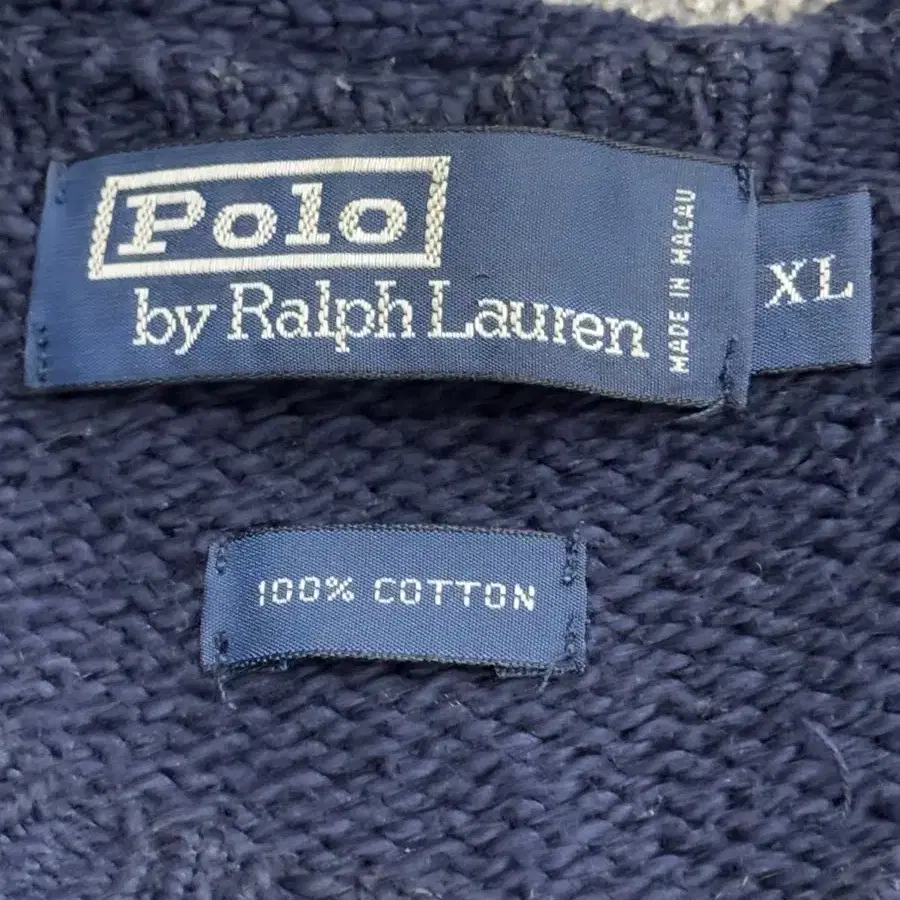 Polo
by Ralph Lauren
MADE IN MACAU
XL
100% COTTON